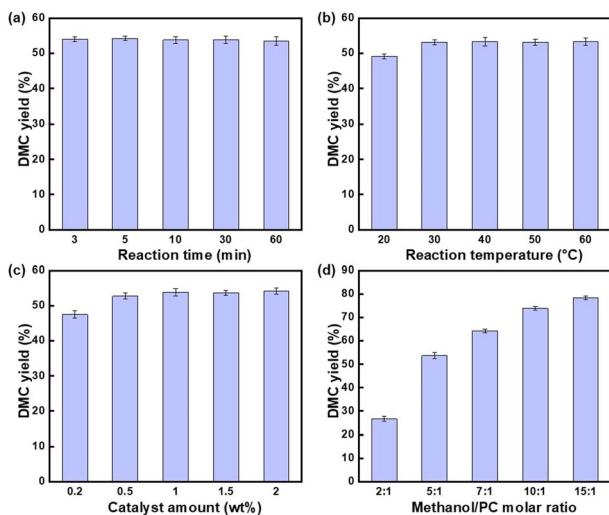 (a)
DMC yield (%)
60
50
40
30
20
10
0
3 5 10 30 60
Reaction time (min)
(b)
DMC yield (%)
60
50
40
30
20
10
0
20 30 40 50 60
Reaction temperature (°C)
(c)
DMC yield (%)
60
50
40
30
20
10
0
0.2 0.5 1 1.5 2
Catalyst amount (wt%)
(d)
DMC yield (%)
90
80
70
60
50
40
30
20
10
0
2:1 5:1 7:1 10:1 15:1
Methanol/PC molar ratio